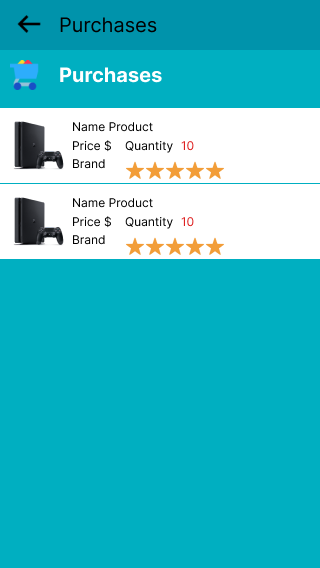 Purchases
Purchases
Name Product
Price $ Quantity 10
Brand
Name Product
Price $ Quantity 10
Brand